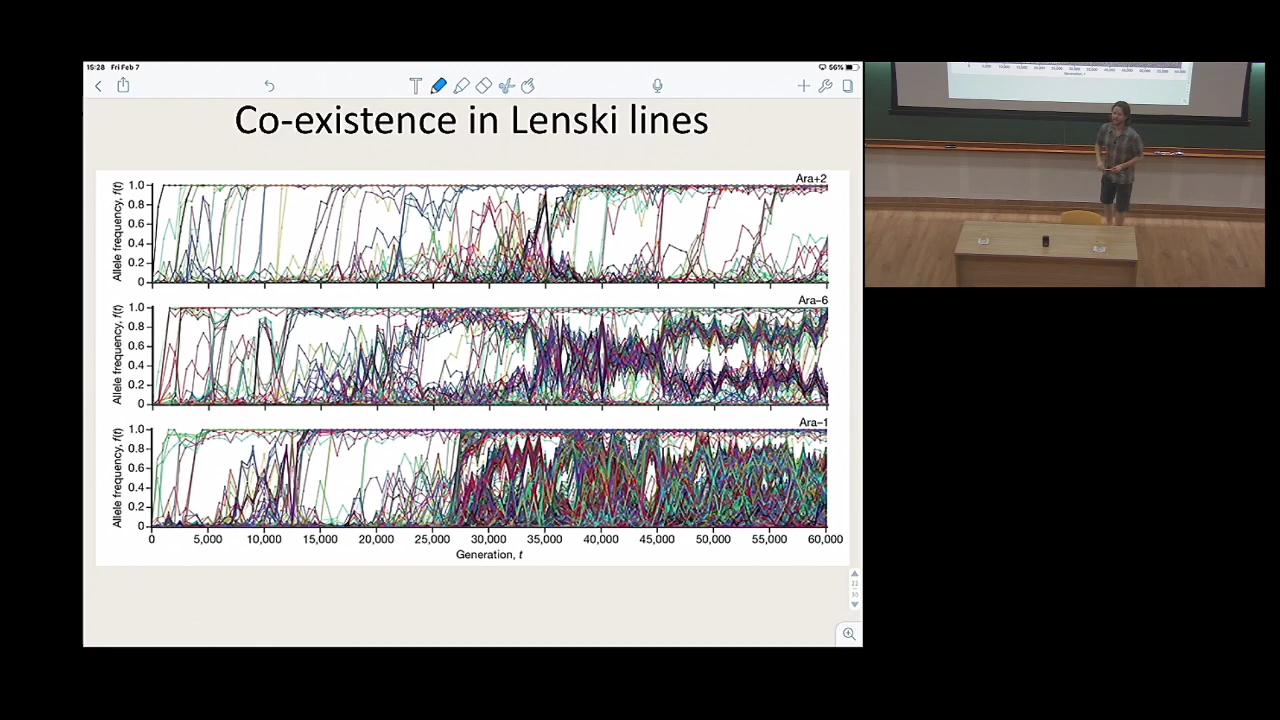 15:28 Fri Feb 7
56%
T
Co-existence in Lenski lines
Ara+2
Allele frequency, f(t)
1.0
0.8
0.6
0.4
0.2
0
Ara–6
Allele frequency, f(t)
1.0
0.8
0.6
0.4
0.2
0
Ara–1
Allele frequency, f(t)
1.0
0.8
0.6
0.4
0.2
0
0 5,000 10,000 15,000 20,000 25,000 30,000 35,000 40,000 45,000 50,000 55,000 60,000
Generation, t